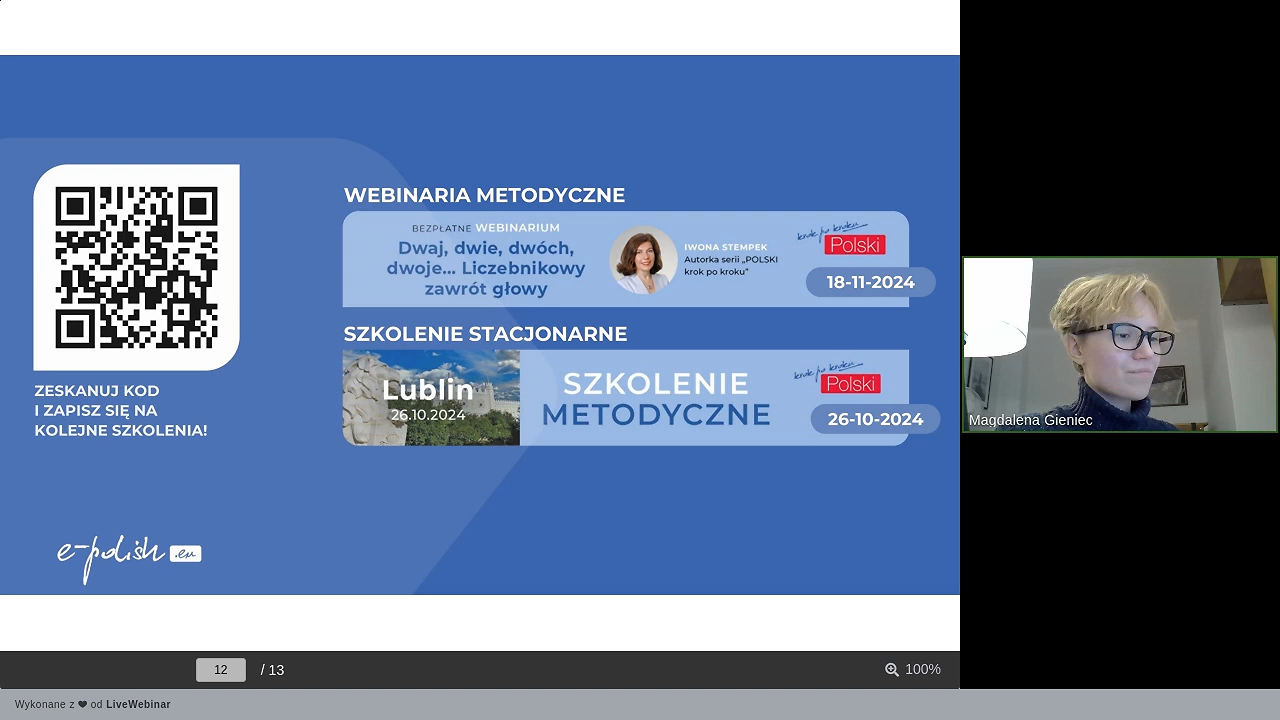 WEBINARIA METODYCZNE
BEZPŁATNE WEBINARIUM
Dwaj, dwie, dwóch,
dwoje... Liczebnikowy
zawrót głowy
IWONA STEMPEK
Autorka serii „POLSKI
krok po kroku”
krok po kroku
Polski
18-11-2024
SZKOLENIE STACJONARNE
Lublin
26.10.2024
SZKOLENIE
METODYCZNE
krok po kroku
Polski
26-10-2024
ZESKANUJ KOD
I ZAPISZ SIĘ NA
KOLEJNE SZKOLENIA!
e-polish .eu
Magdalena Gieniec
12 / 13
100%
Wykonane z ❤ od LiveWebinar